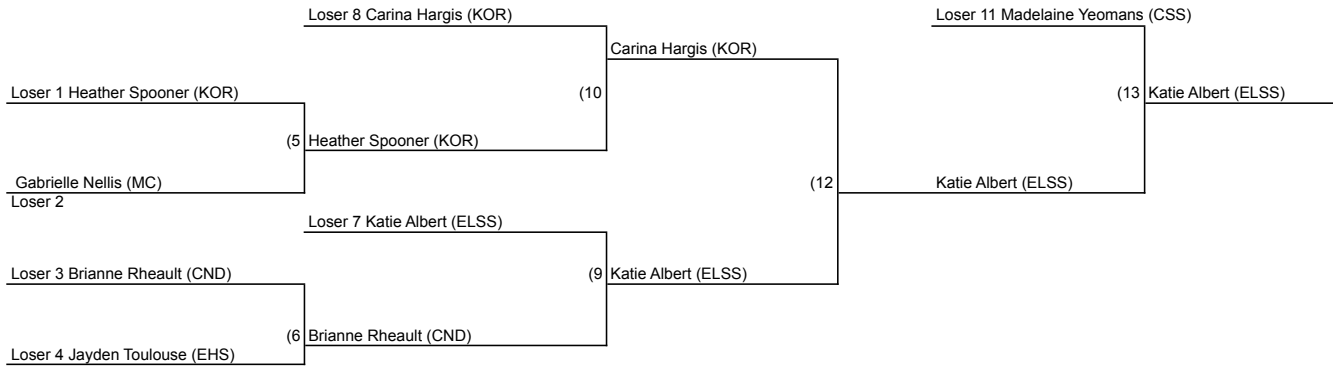 Loser 8 Carina Hargis (KOR)
Loser 11 Madelaine Yeomans (CSS)
Carina Hargis (KOR)
Loser 1 Heather Spooner (KOR)
(10
(13
Katie Albert (ELSS)
(5
Heather Spooner (KOR)
Gabrielle Nellis (MC)
Loser 2
(12
Katie Albert (ELSS)
Loser 7 Katie Albert (ELSS)
Loser 3 Brianne Rheault (CND)
(9
Katie Albert (ELSS)
(6
Brianne Rheault (CND)
Loser 4 Jayden Toulouse (EHS)